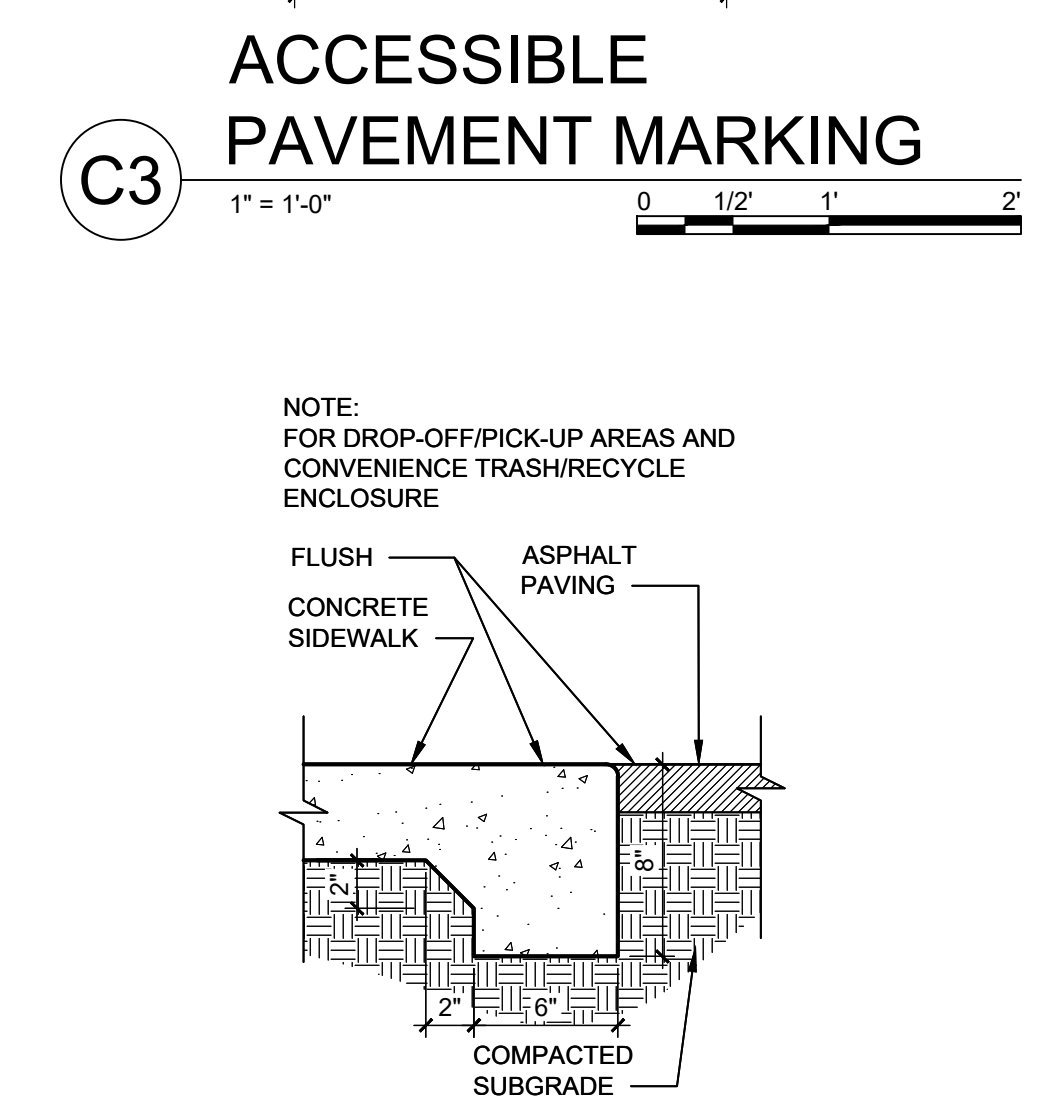 ACCESSIBLE
PAVEMENT MARKING
C3
1" = 1'-0"
0 1/2' 1' 2'
NOTE:
FOR DROP-OFF/PICK-UP AREAS AND
CONVENIENCE TRASH/RECYCLE
ENCLOSURE
FLUSH
ASPHALT
PAVING
CONCRETE
SIDEWALK
2"
8"
2"
6"
COMPACTED
SUBGRADE